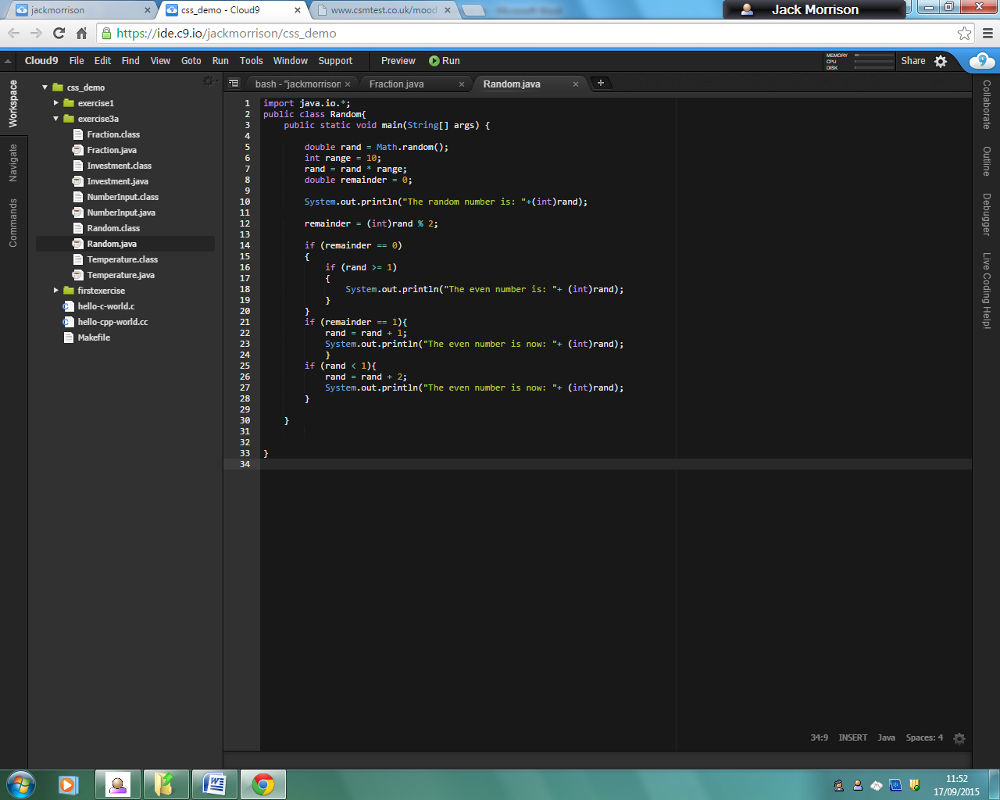 jackmorrison
css_demo - Cloud9
www.csmtest.co.uk/mood
Microsoft Word
Jack Morrison
https://ide.c9.io/jackmorrison/css_demo
Cloud9 File Edit Find View Goto Run Tools Window Support Preview Run
MEMORY
CPU
DISK
Share
Workspace
Navigate
Commands
css_demo
exercise1
exercise3a
Fraction.class
Fraction.java
Investment.class
Investment.java
NumberInput.class
NumberInput.java
Random.class
Random.java
Temperature.class
Temperature.java
firstexercise
hello-c-world.c
hello-cpp-world.cc
Makefile
bash - "jackmorrison
Fraction.java
Random.java
1 import java.io.*;
2 public class Random{
3 public static void main(String[] args) {
4
5 double rand = Math.random();
6 int range = 10;
7 rand = rand * range;
8 double remainder = 0;
9
10 System.out.println("The random number is: "+(int)rand);
11
12 remainder = (int)rand % 2;
13
14 if (remainder == 0)
15 {
16 if (rand >= 1)
17 {
18 System.out.println("The even number is: "+ (int)rand);
19 }
20 }
21 if (remainder == 1){
22 rand = rand + 1;
23 System.out.println("The even number is now: "+ (int)rand);
24 }
25 if (rand < 1){
26 rand = rand + 2;
27 System.out.println("The even number is now: "+ (int)rand);
28 }
29
30 }
31
32
33 }
34
Collaborate
Outline
Debugger
Live Coding Help!
34:9 INSERT Java Spaces: 4
11:52
17/09/2015